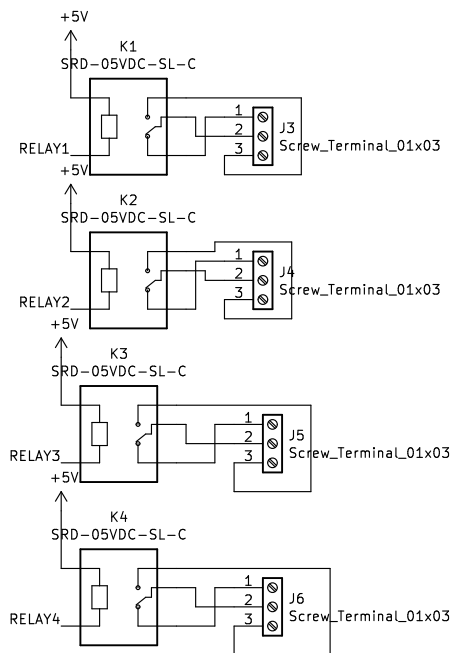 +5V
K1
SRD-05VDC-SL-C
1
2
3
J3
Screw_Terminal_01x03
RELAY1
+5V
K2
SRD-05VDC-SL-C
1
2
3
J4
Screw_Terminal_01x03
RELAY2
+5V
K3
SRD-05VDC-SL-C
1
2
3
J5
Screw_Terminal_01x03
RELAY3
+5V
K4
SRD-05VDC-SL-C
1
2
3
J6
Screw_Terminal_01x03
RELAY4